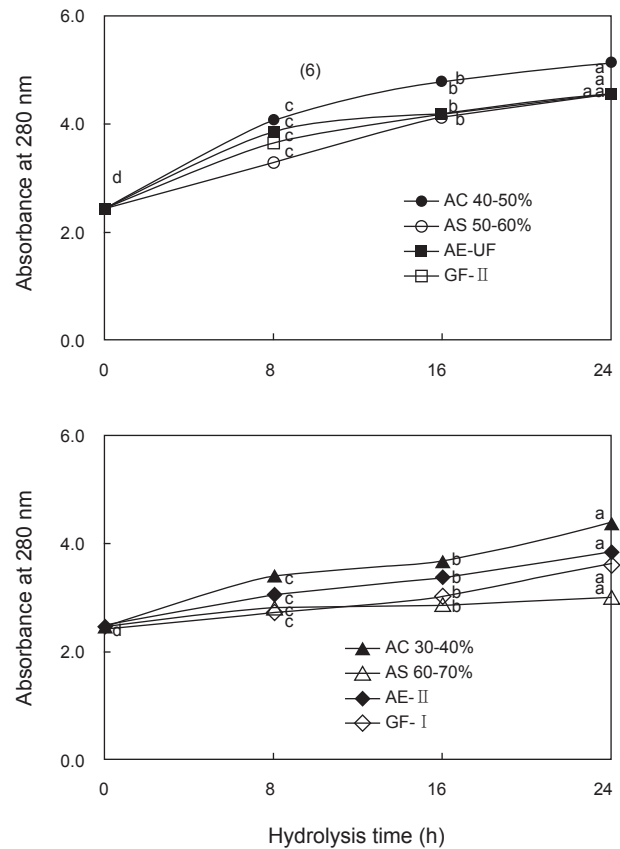 6.0
(6)
a
b
a
b
c
a a
c
b
4.0
c
b
c
d
Absorbance at 280 nm
AC 40-50%
AS 50-60%
2.0
AE-UF
GF-Ⅱ
0.0
0 8 16 24
6.0
a
4.0
a
b
c
b
a
c
b
a
c
b
d
c
Absorbance at 280 nm
2.0
AC 30-40%
AS 60-70%
AE-Ⅱ
GF-Ⅰ
0.0
0 8 16 24
Hydrolysis time (h)